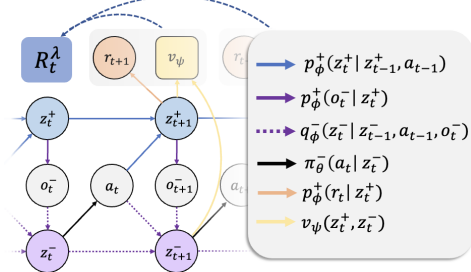 R_t^λ
r_{t+1}
v_ψ
r_{t+
z_t^+
z_{t+1}^+
o_t^-
a_t
o_{t+1}^-
a_{t+
z_t^-
z_{t+1}^-
p_ϕ^+(z_t^+ | z_{t-1}^+, a_{t-1})
p_ϕ^+(o_t^- | z_t^+)
q_ϕ^-(z_t^- | z_{t-1}^-, a_{t-1}, o_t^-)
π_θ^-(a_t | z_t^-)
p_ϕ^+(r_t | z_t^+)
v_ψ(z_t^+, z_t^-)